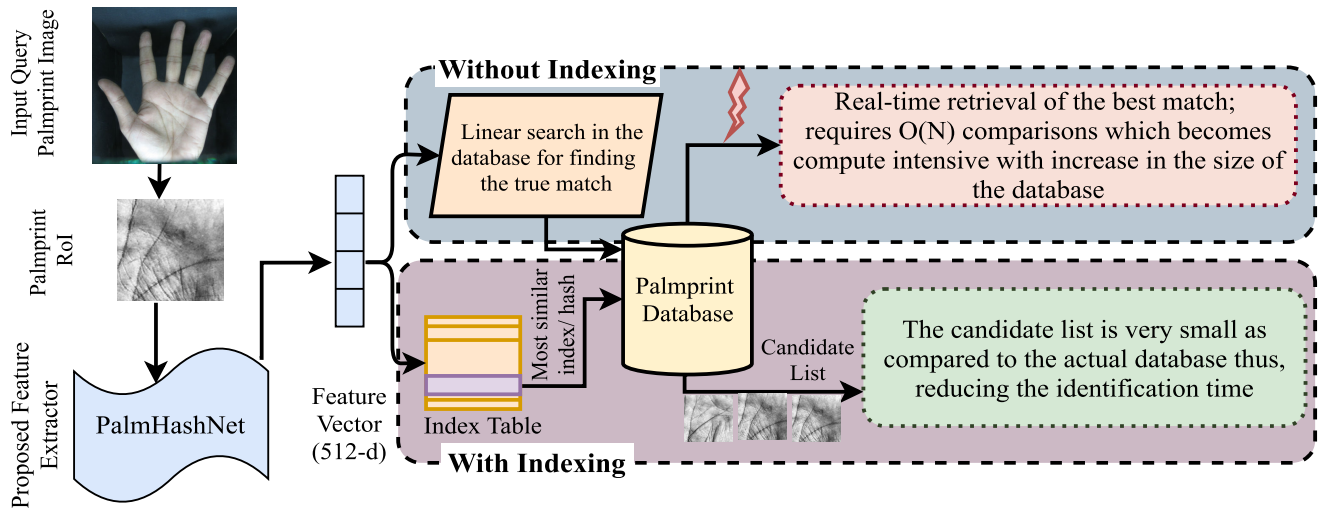 Input Query
Palmprint Image
Palmprint
RoI
Proposed Feature
Extractor
PalmHashNet
Feature
Vector
(512-d)
Without Indexing
Linear search in the
database for finding
the true match
Real-time retrieval of the best match;
requires O(N) comparisons which becomes
compute intensive with increase in the size of
the database
Palmprint
Database
Most similar
index/ hash
Index Table
With Indexing
Candidate
List
The candidate list is very small as
compared to the actual database thus,
reducing the identification time